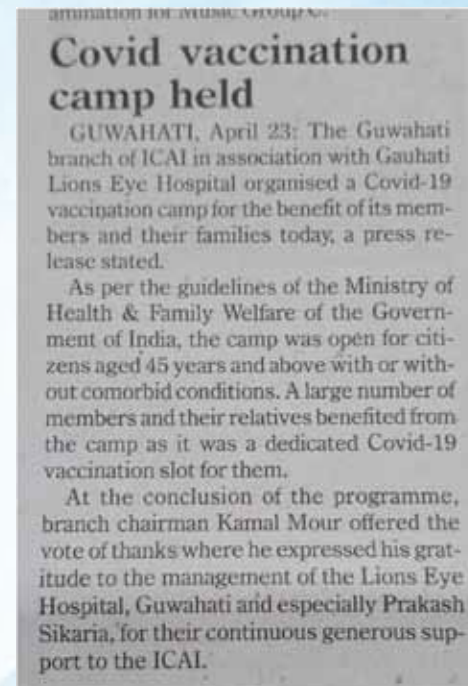 amination for Music Group C.
Covid vaccination
camp held
GUWAHATI, April 23: The Guwahati
branch of ICAI in association with Gauhati
Lions Eye Hospital organised a Covid-19
vaccination camp for the benefit of its mem-
bers and their families today, a press re-
lease stated.
As per the guidelines of the Ministry of
Health & Family Welfare of the Govern-
ment of India, the camp was open for citi-
zens aged 45 years and above with or with-
out comorbid conditions. A large number of
members and their relatives benefited from
the camp as it was a dedicated Covid-19
vaccination slot for them.
At the conclusion of the programme,
branch chairman Kamal Mour offered the
vote of thanks where he expressed his grat-
itude to the management of the Lions Eye
Hospital, Guwahati and especially Prakash
Sikaria, for their continuous generous sup-
port to the ICAI.